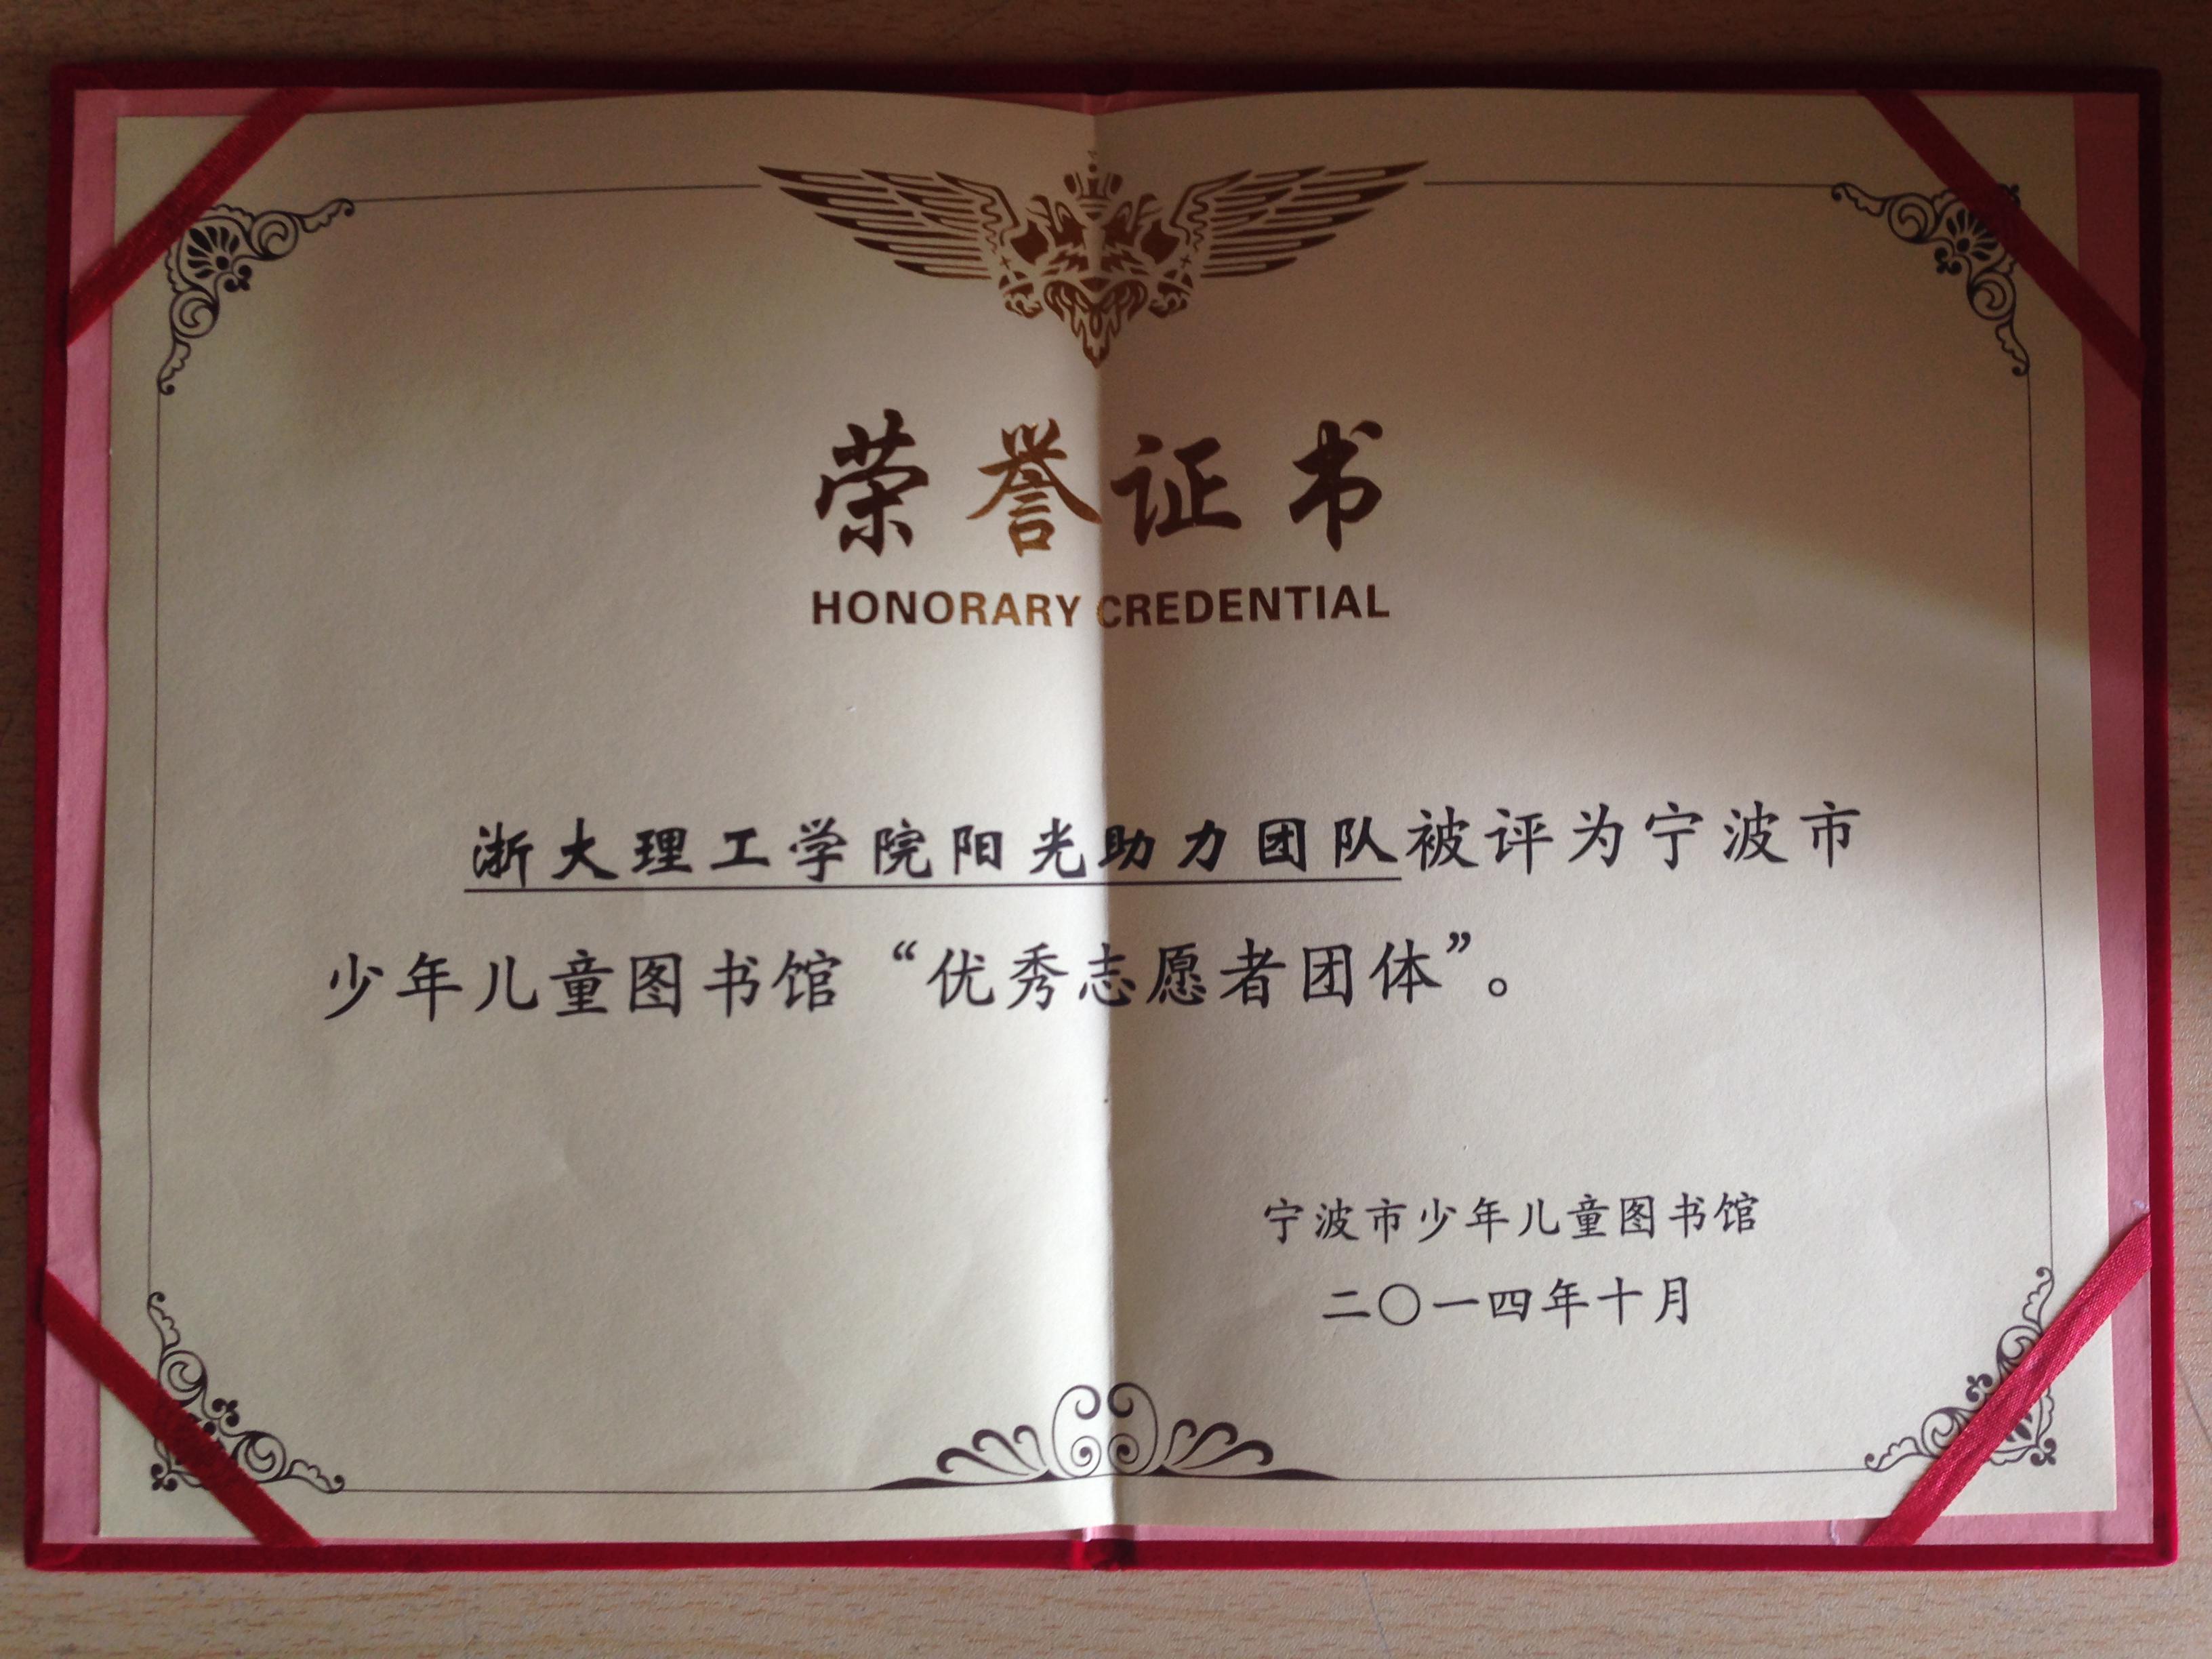 荣誉证书
HONORARY CREDENTIAL
浙大理工学院阳光助力团队被评为宁波市
少年儿童图书馆“优秀志愿者团体”。
宁波市少年儿童图书馆
二〇一四年十月